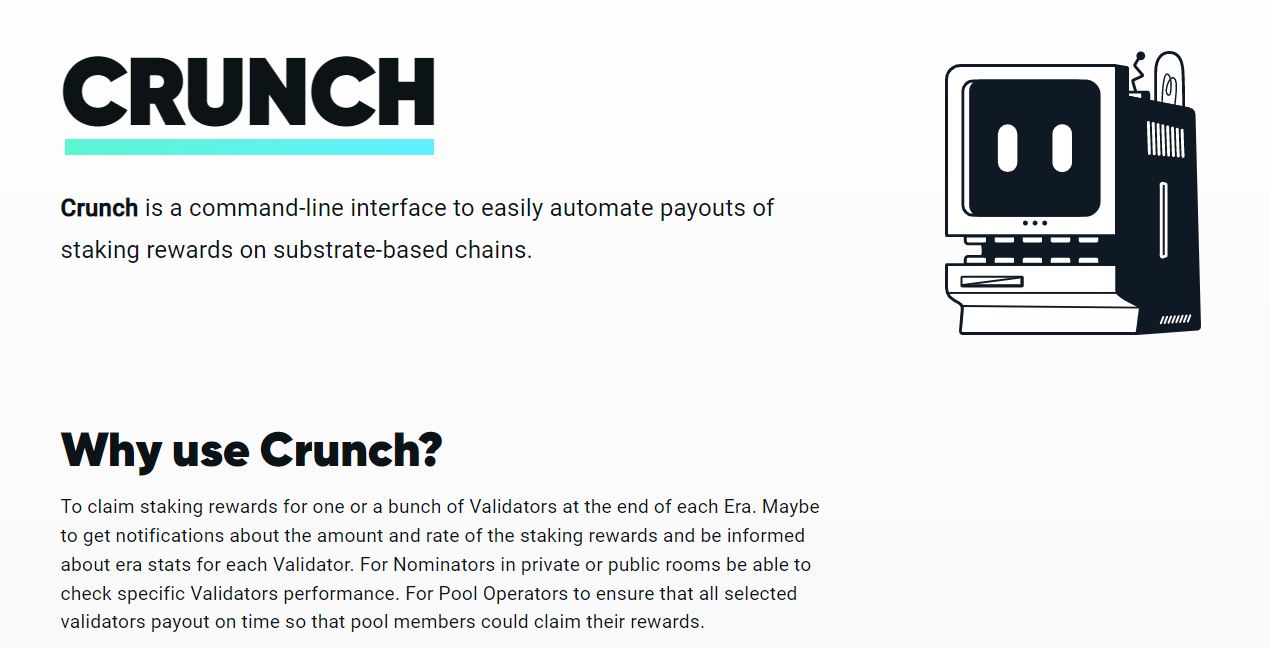 CRUNCH
Crunch is a command-line interface to easily automate payouts of
staking rewards on substrate-based chains.
Why use Crunch?
To claim staking rewards for one or a bunch of Validators at the end of each Era. Maybe
to get notifications about the amount and rate of the staking rewards and be informed
about era stats for each Validator. For Nominators in private or public rooms be able to
check specific Validators performance. For Pool Operators to ensure that all selected
validators payout on time so that pool members could claim their rewards.